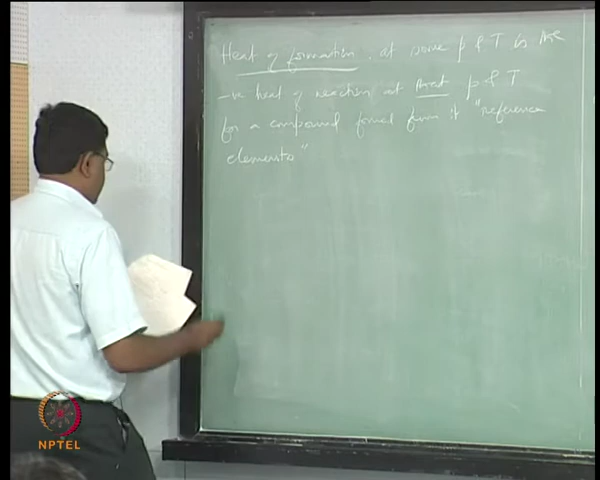 Heat of formation at some p & T is the
-ve heat of reaction at that p & T
for a compound formed from it "reference
elements"
NPTEL